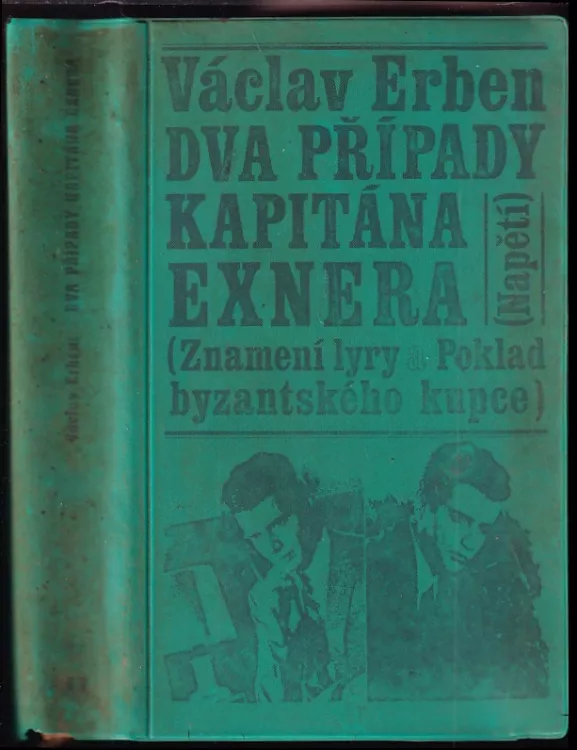 Václav Erben
DVA PŘÍPADY
KAPITÁNA
EXNERA
(Napětí)
(Znamení lyry a Poklad
byzantského kupce)
Václav Erben: DVA PŘÍPADY KAPITÁNA EXNERA